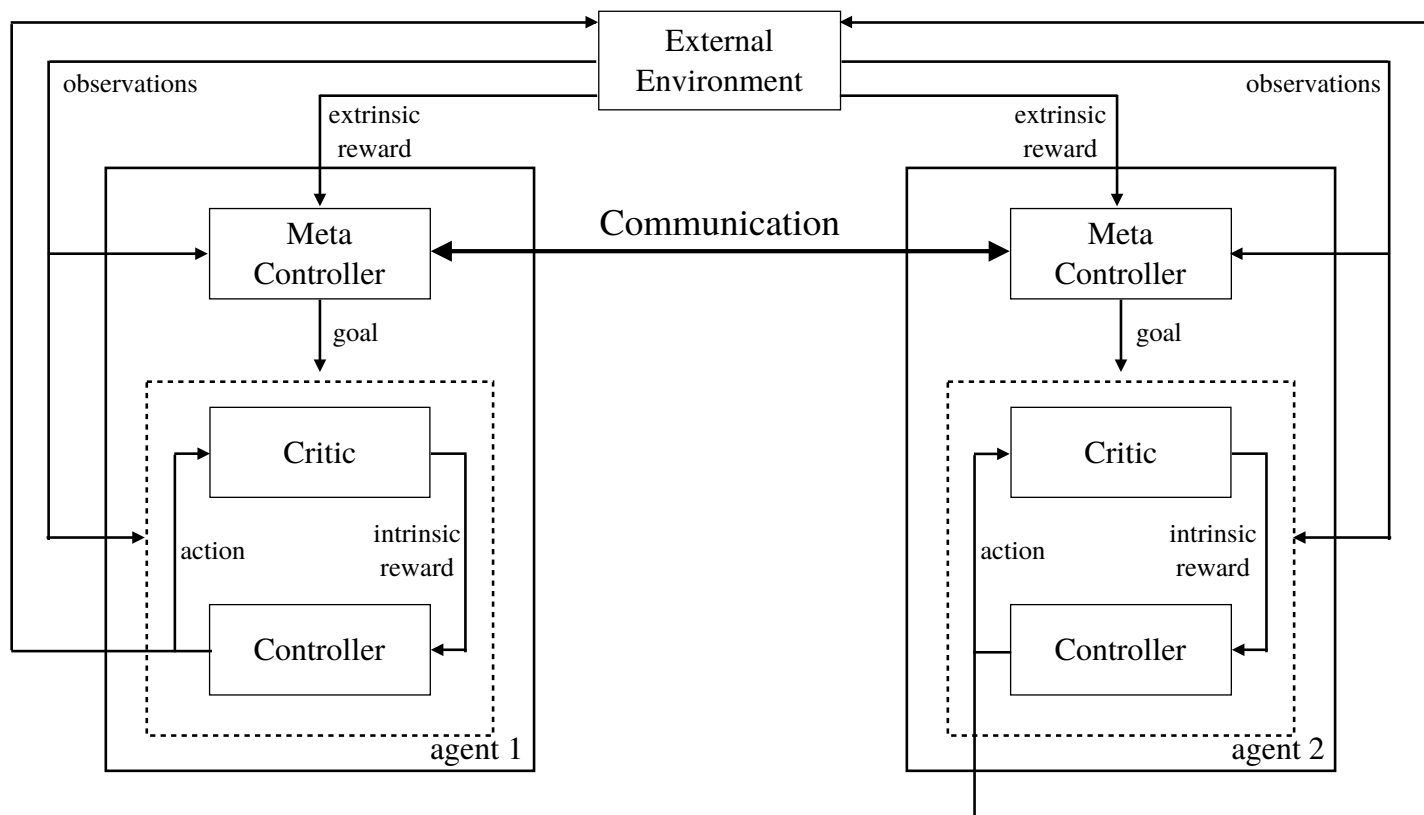 External
Environment
observations
observations
extrinsic
reward
extrinsic
reward
Communication
Meta
Controller
Meta
Controller
goal
goal
Critic
Critic
action
intrinsic
reward
action
intrinsic
reward
Controller
Controller
agent 1
agent 2